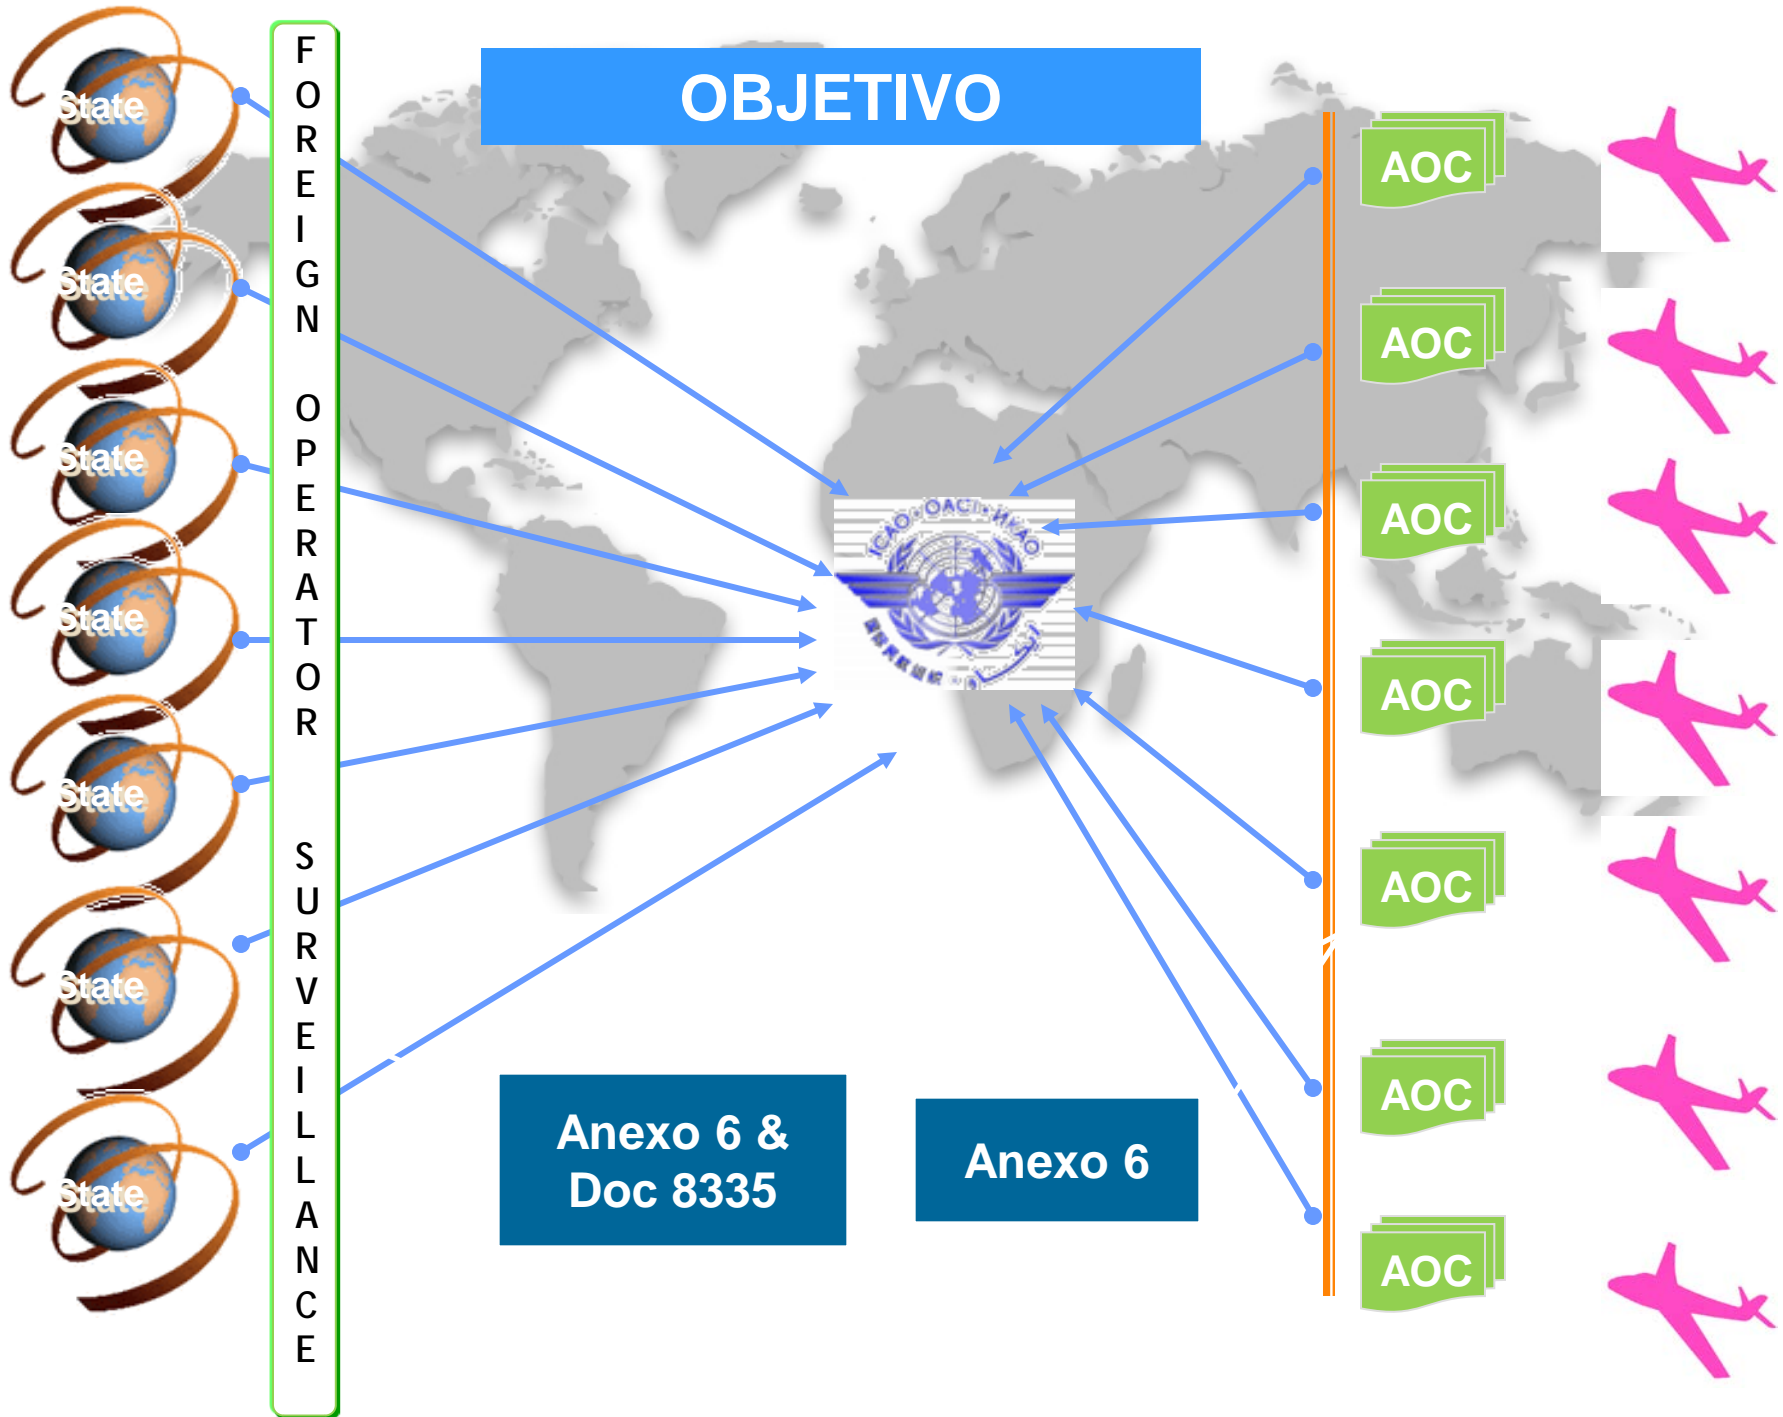 OBJETIVO
State
State
State
State
State
State
State
FOREIGN OPERATOR SURVEILLANCE
ICAO · OACI · ИКАО
AOC
AOC
AOC
AOC
AOC
AOC
AOC
Anexo 6 &
Doc 8335
Anexo 6